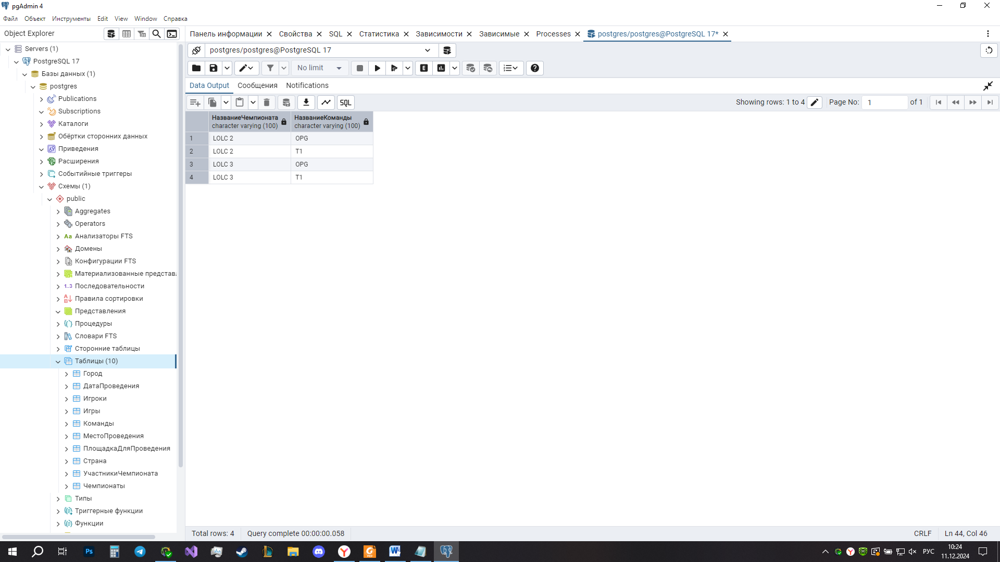 pgAdmin 4
Файл Объект Инструменты Edit View Window Справка
Object Explorer
Панель информации Свойства SQL Статистика Зависимости Зависимые Processes postgres/postgres@PostgreSQL 17*
Servers (1)
PostgreSQL 17
Базы данных (1)
postgres
Publications
Subscriptions
Каталоги
Обёртки сторонних данных
Приведения
Расширения
Событийные триггеры
Схемы (1)
public
Aggregates
Operators
Aa Анализаторы FTS
Домены
Конфигурации FTS
Материализованные представл
1..3 Последовательности
Правила сортировки
Представления
Процедуры
Словари FTS
Сторонние таблицы
Таблицы (10)
Город
ДатаПроведения
Игроки
Игры
Команды
МестоПроведения
ПлощадкаДляПроведения
Страна
УчастникиЧемпионата
Чемпионаты
Типы
Триггерные функции
Функции
postgres/postgres@PostgreSQL 17
No limit
E
Data Output Сообщения Notifications
SQL
Showing rows: 1 to 4 Page No: 1 of 1
НазваниеЧемпионата НазваниеКоманды
character varying (100) character varying (100)
1 LOLC 2 OPG
2 LOLC 2 T1
3 LOLC 3 OPG
4 LOLC 3 T1
Total rows: 4 Query complete 00:00:00.058 CRLF Ln 44, Col 46
Ps
РУС
10:24
11.12.2024